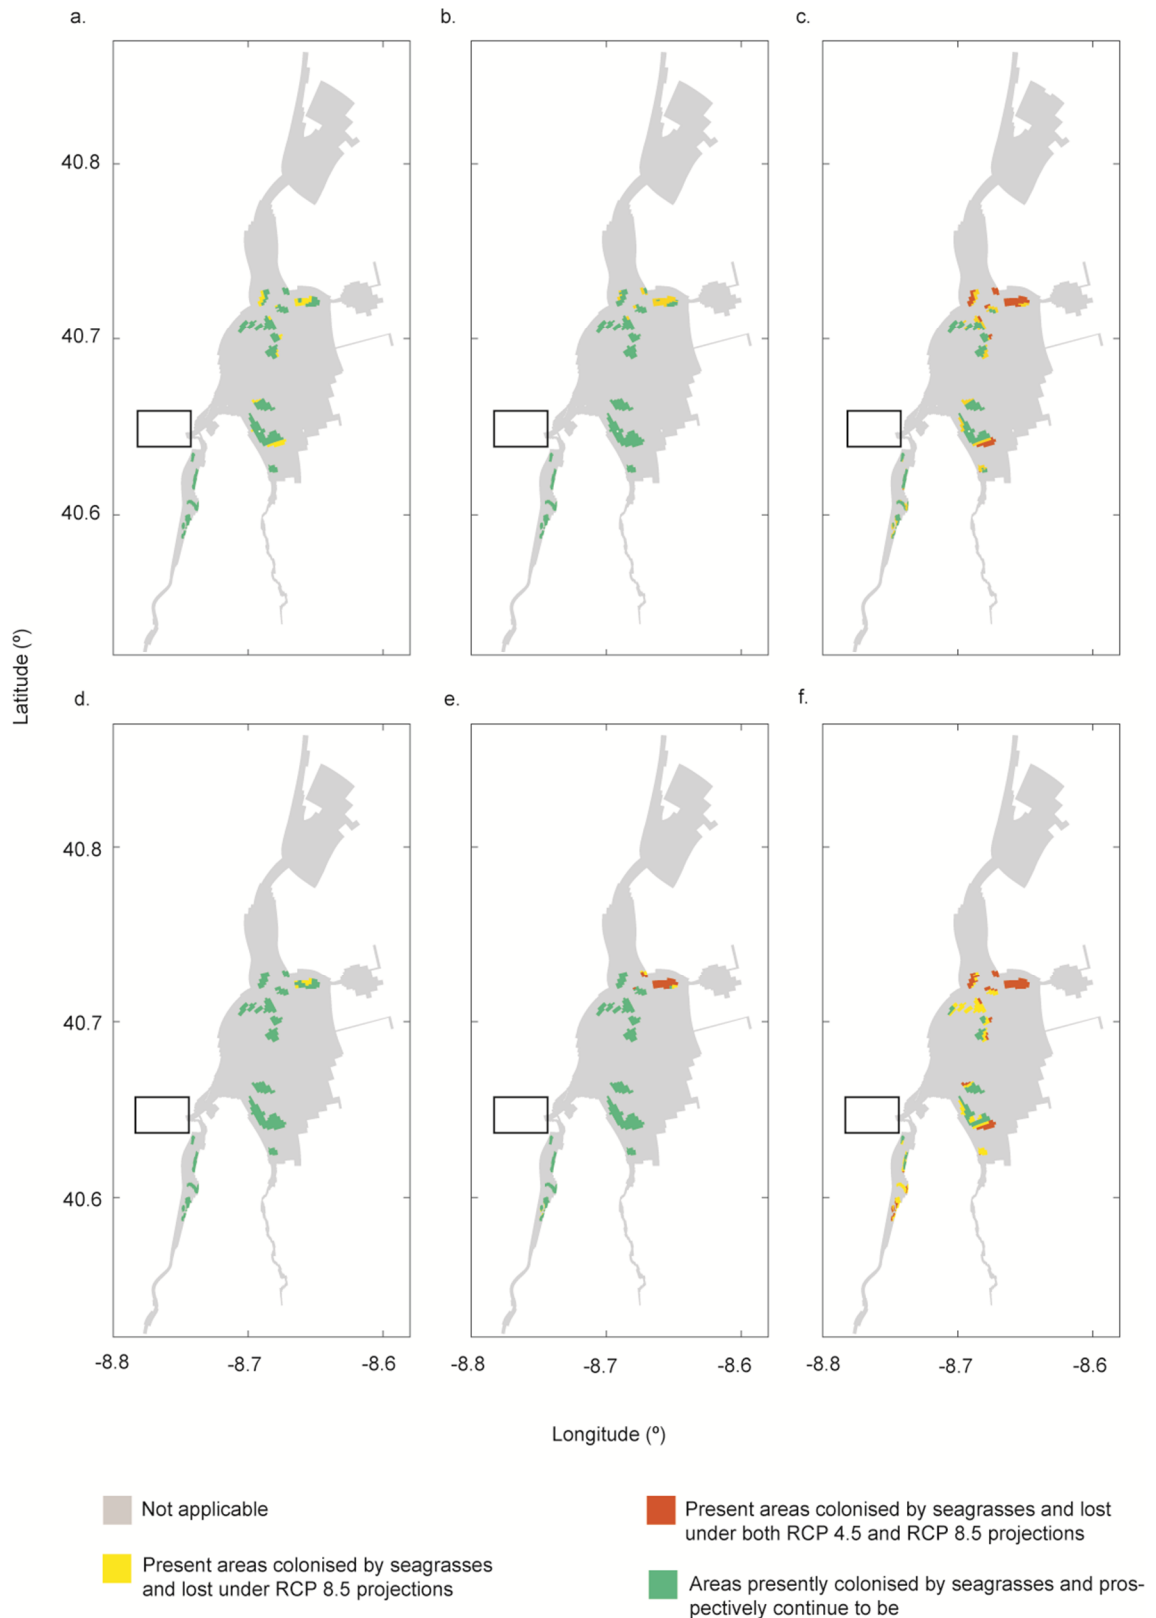 a.
b.
c.
40.8
40.7
40.6
Latitude (º)
d.
e.
f.
40.8
40.7
40.6
-8.8
-8.7
-8.6
-8.8
-8.7
-8.6
-8.8
-8.7
-8.6
Longitude (º)
Not applicable
Present areas colonised by seagrasses
and lost under RCP 8.5 projections
Present areas colonised by seagrasses and lost
under both RCP 4.5 and RCP 8.5 projections
Areas presently colonised by seagrasses and pros-
pectively continue to be